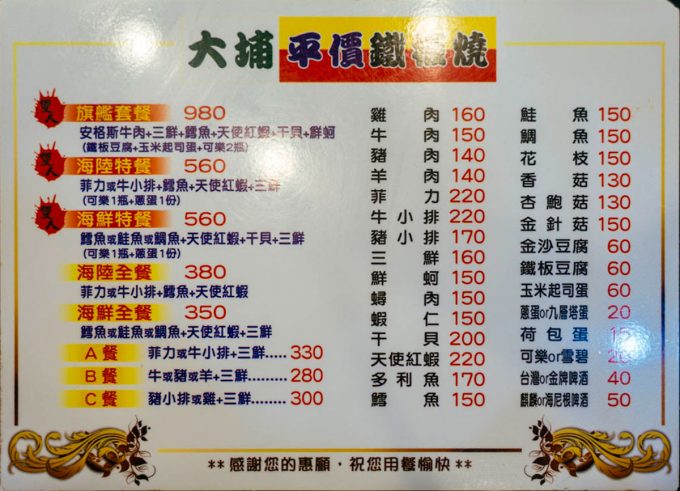 大埔 平價鐵板燒
雙人 旗艦套餐 980
安格斯牛肉+三鮮+鱈魚+天使紅蝦+干貝+鮮蚵
(鐵板豆腐+玉米起司蛋+可樂2瓶)
雙人 海陸特餐 560
菲力或牛小排+鱈魚+天使紅蝦+三鮮
(可樂1瓶+蔥蛋1份)
雙人 海鮮特餐 560
鱈魚或鮭魚或鯛魚+天使紅蝦+干貝+三鮮
(可樂1瓶+蔥蛋1份)
海陸全餐 380
菲力或牛小排+鱈魚+天使紅蝦
海鮮全餐 350
鱈魚或鮭魚或鯛魚+天使紅蝦+三鮮
A餐 菲力或牛小排+三鮮..... 330
B餐 牛或豬或羊+三鮮........ 280
C餐 豬小排或雞+三鮮........ 300
雞肉 160
牛肉 150
豬肉 140
羊肉 140
菲力 220
牛小排 220
豬小排 170
三鮮 160
鮮蚵 150
蟳肉 150
蝦仁 150
干貝 200
天使紅蝦 220
多利魚 170
鱈魚 150
鮭魚 150
鯛魚 150
花枝 150
香菇 130
杏鮑菇 130
金針菇 150
金沙豆腐 60
鐵板豆腐 60
玉米起司蛋 60
蔥蛋or九層塔蛋 20
荷包蛋
可樂or雪碧
台灣or金牌啤酒 40
麒麟or海尼根啤酒 50
**感謝您的惠顧,祝您用餐愉快**